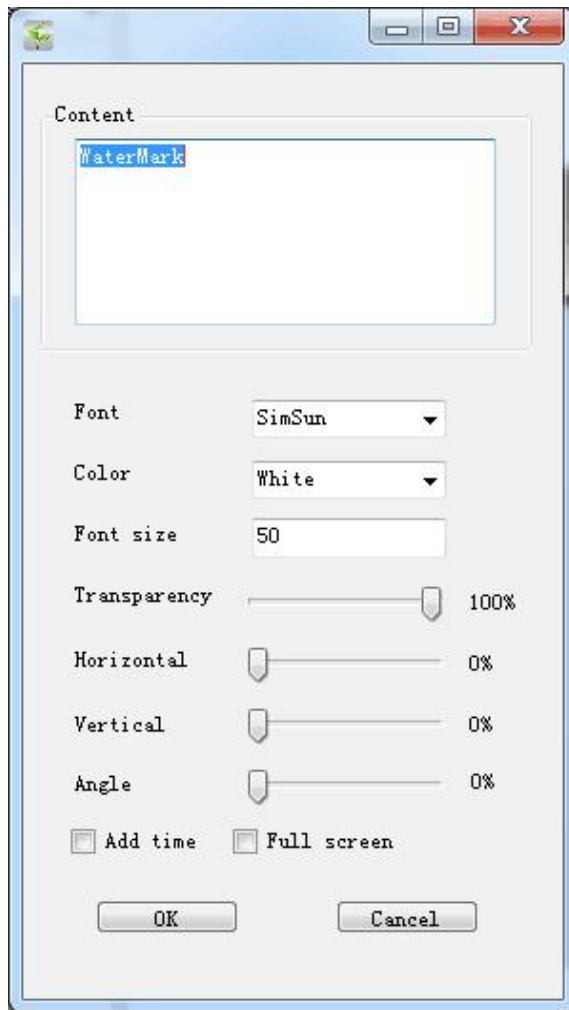 Content
WaterMark
Font SimSun
Color White
Font size 50
Transparency 100%
Horizontal 0%
Vertical 0%
Angle 0%
Add time Full screen
OK Cancel